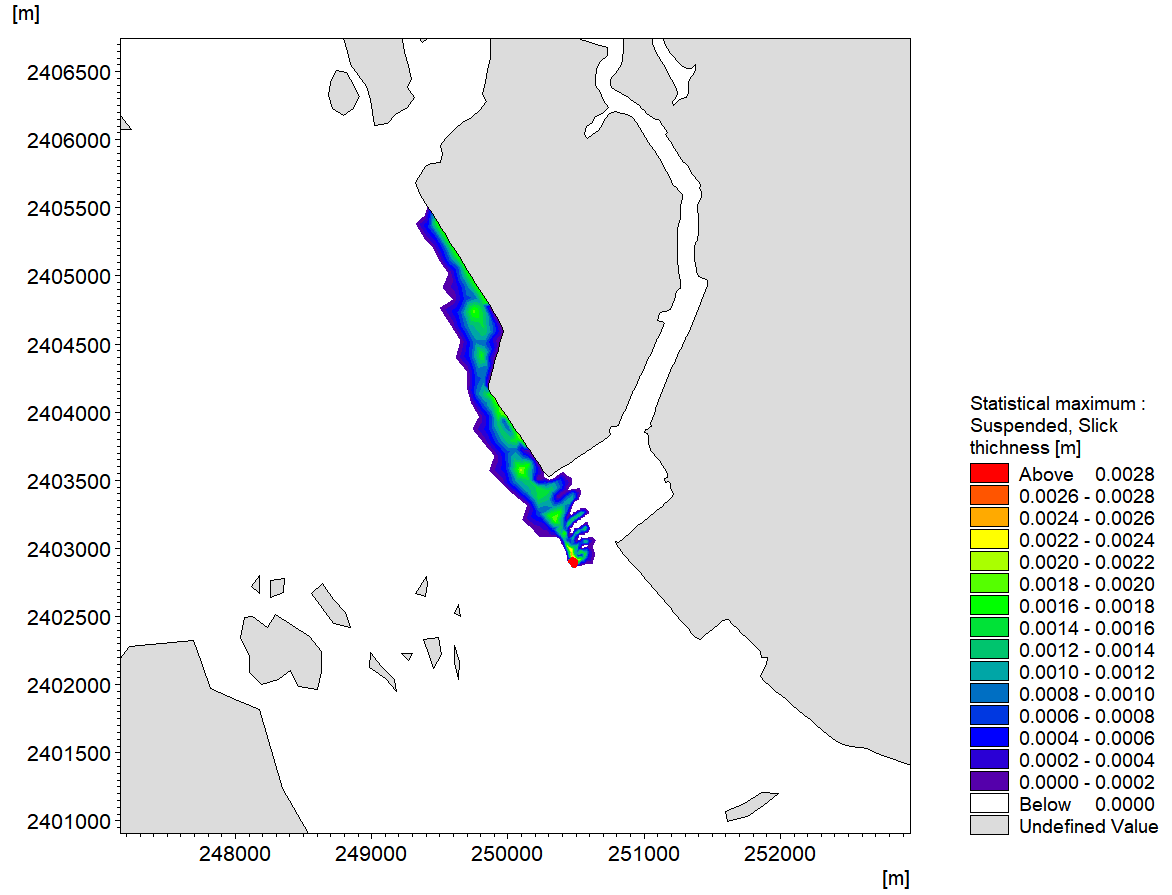 [m]
2406500
2406000
2405500
2405000
2404500
2404000
2403500
2403000
2402500
2402000
2401500
2401000
248000 249000 250000 251000 252000
[m]
Statistical maximum :
Suspended, Slick
thichness [m]
Above 0.0028
0.0026 - 0.0028
0.0024 - 0.0026
0.0022 - 0.0024
0.0020 - 0.0022
0.0018 - 0.0020
0.0016 - 0.0018
0.0014 - 0.0016
0.0012 - 0.0014
0.0010 - 0.0012
0.0008 - 0.0010
0.0006 - 0.0008
0.0004 - 0.0006
0.0002 - 0.0004
0.0000 - 0.0002
Below 0.0000
Undefined Value